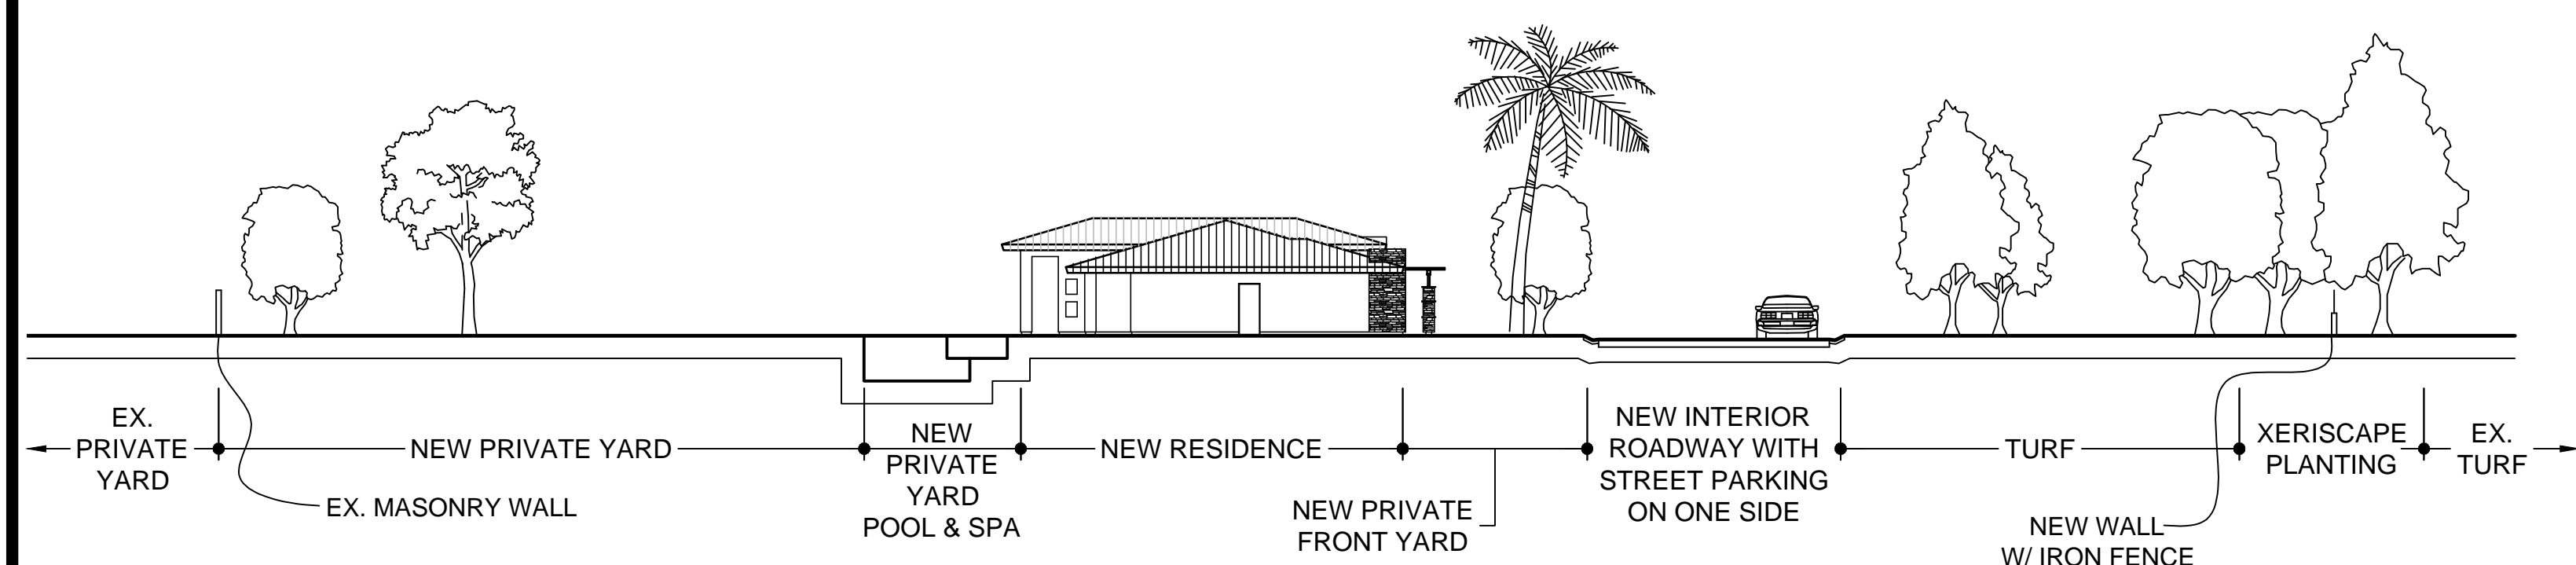 EX.
PRIVATE
YARD
EX. MASONRY WALL
NEW PRIVATE YARD
NEW
PRIVATE
YARD
POOL & SPA
NEW RESIDENCE
NEW PRIVATE
FRONT YARD
NEW INTERIOR
ROADWAY WITH
STREET PARKING
ON ONE SIDE
TURF
NEW WALL
W/ IRON FENCE
XERISCAPE
PLANTING
EX.
TURF